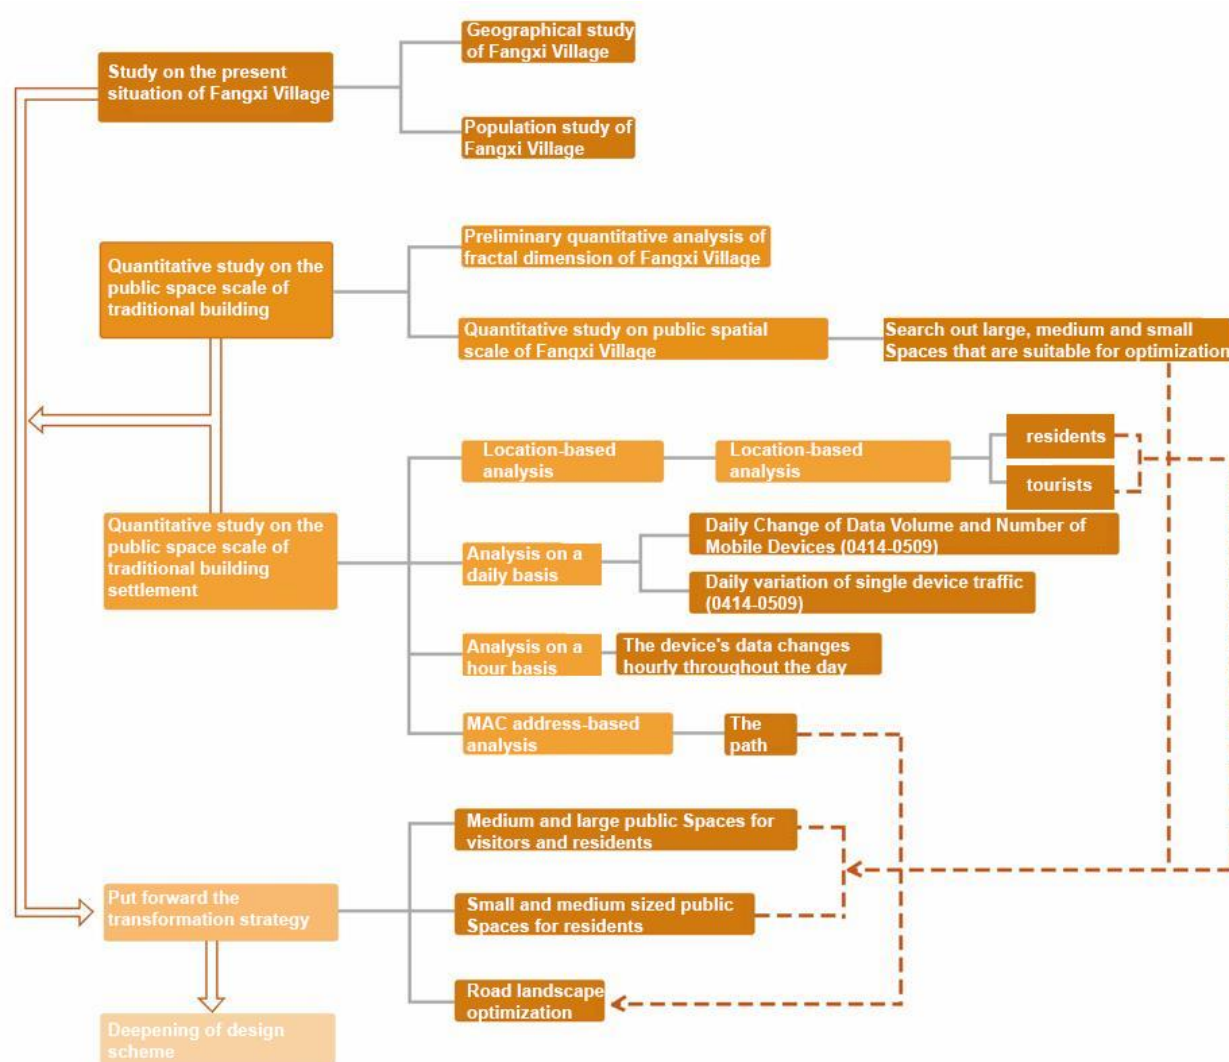 Geographical study
of Fangxi Village
Study on the present
situation of Fangxi Village
Population study of
Fangxi Village
Preliminary quantitative analysis of
fractal dimension of Fangxi Village
Quantitative study on the
public space scale of
traditional building
Quantitative study on public spatial
scale of Fangxi Village
Search out large, medium and small
Spaces that are suitable for optimization
Location-based
analysis
Location-based
analysis
residents
tourists
Quantitative study on the
public space scale of
traditional building
settlement
Analysis on a
daily basis
Daily Change of Data Volume and Number of
Mobile Devices (0414-0509)
Daily variation of single device traffic
(0414-0509)
Analysis on a
hour basis
The device's data changes
hourly throughout the day
MAC address-based
analysis
The
path
Medium and large public Spaces for
visitors and residents
Put forward the
transformation strategy
Small and medium sized public
Spaces for residents
Road landscape
optimization
Deepening of design
scheme